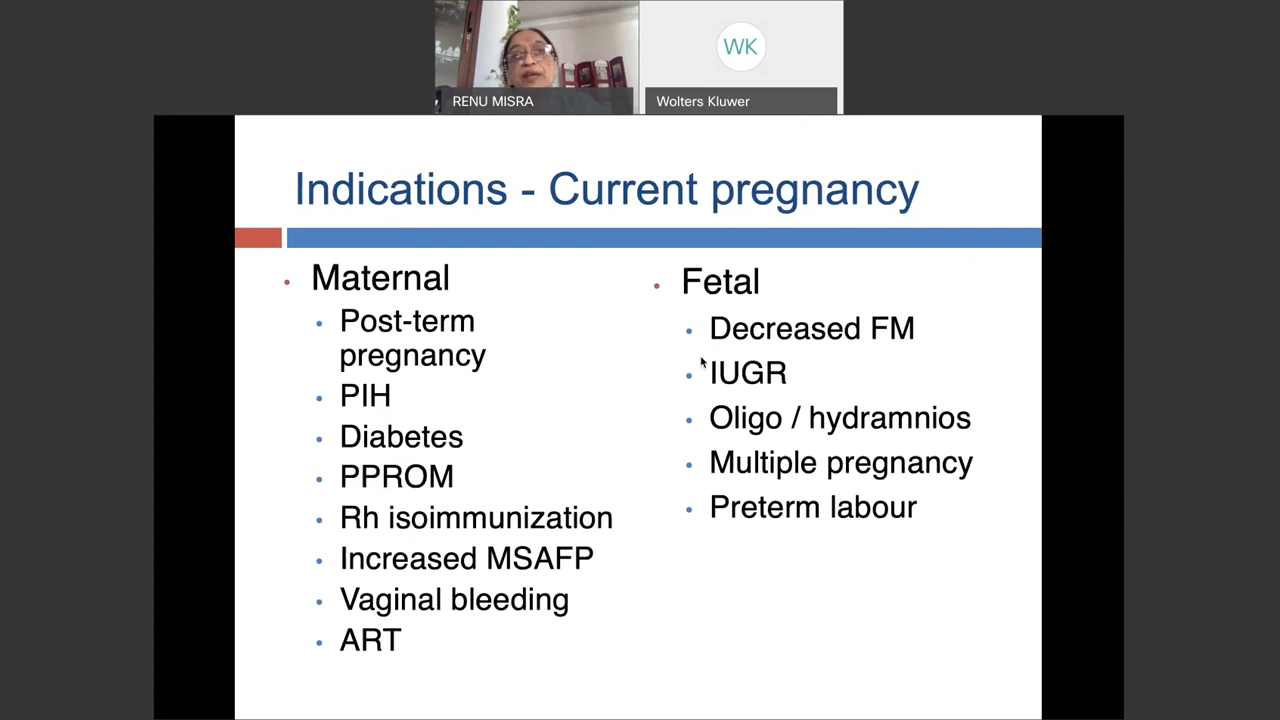 WK
RENU MISRA
Wolters Kluwer
Indications - Current pregnancy
• Maternal
• Post-term
pregnancy
• PIH
• Diabetes
• PPROM
• Rh isoimmunization
• Increased MSAFP
• Vaginal bleeding
• ART
• Fetal
• Decreased FM
• IUGR
• Oligo / hydramnios
• Multiple pregnancy
• Preterm labour